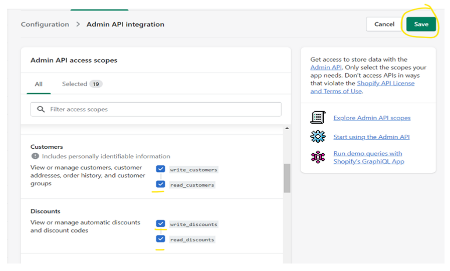 Configuration > Admin API integration
Cancel
Save
Admin API access scopes
All
Selected 10
Filter access scopes
Customers
Includes personally identifiable information
View or manage customers, customer
addresses, order history, and customer
groups
write_customers
read_customers
Discounts
View or manage automatic discounts
and discount codes
write_discounts
read_discounts
Get access to store data with the
Admin API. Only select the scopes your
app needs. Don't access APIs in ways
that violate the Shopify API License
and Terms of Use.
Explore Admin API scopes
Start using the Admin API
Run demo queries with
Shopify's GraphiQL App